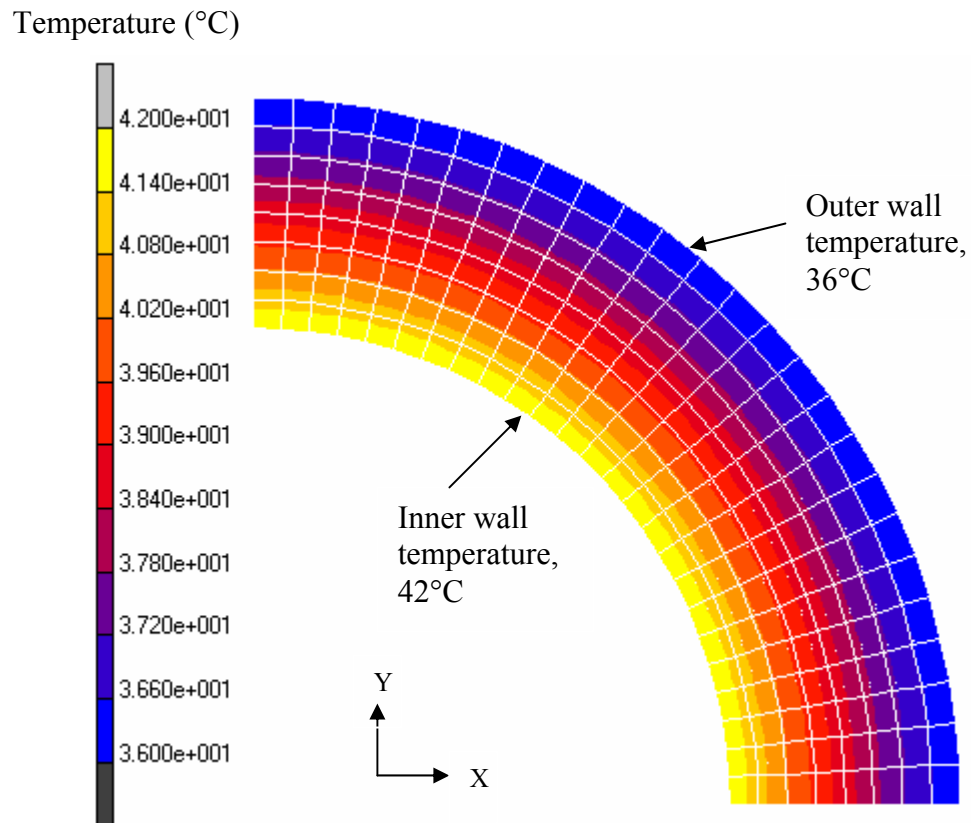 Temperature (°C)
4.200e+001
4.140e+001
4.080e+001
4.020e+001
3.960e+001
3.900e+001
3.840e+001
3.780e+001
3.720e+001
3.660e+001
3.600e+001
Outer wall
temperature,
36°C
Inner wall
temperature,
42°C
Y
X